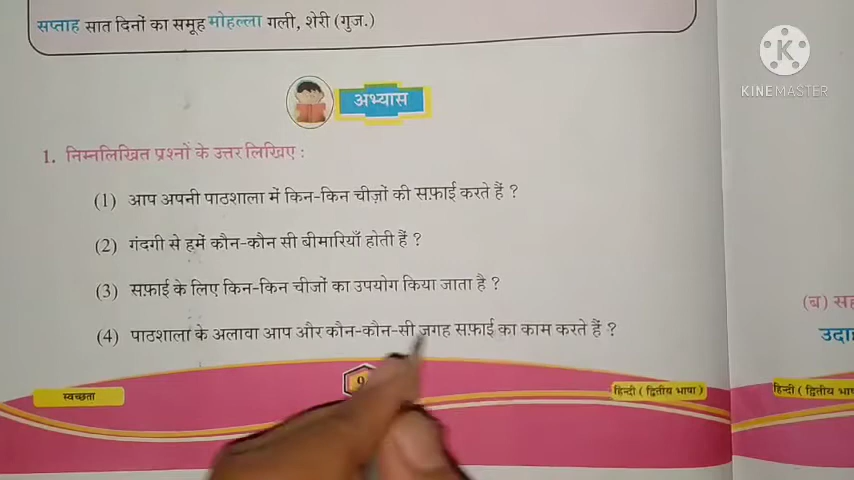 सप्ताह सात दिनों का समूह मोहल्ला गली, शेरी (गुज.)
अभ्यास
1. निम्नलिखित प्रश्नों के उत्तर लिखिए :
(1) आप अपनी पाठशाला में किन-किन चीज़ों की सफ़ाई करते हैं ?
(2) गंदगी से हमें कौन-कौन सी बीमारियाँ होती हैं ?
(3) सफ़ाई के लिए किन-किन चीजों का उपयोग किया जाता है ?
(4) पाठशाला के अलावा आप और कौन-कौन-सी जगह सफ़ाई का काम करते हैं ?
स्वच्छता
हिन्दी ( द्वितीय भाषा )
(ब)
हिन्दी ( द्वितीय
K
KINEMASTER